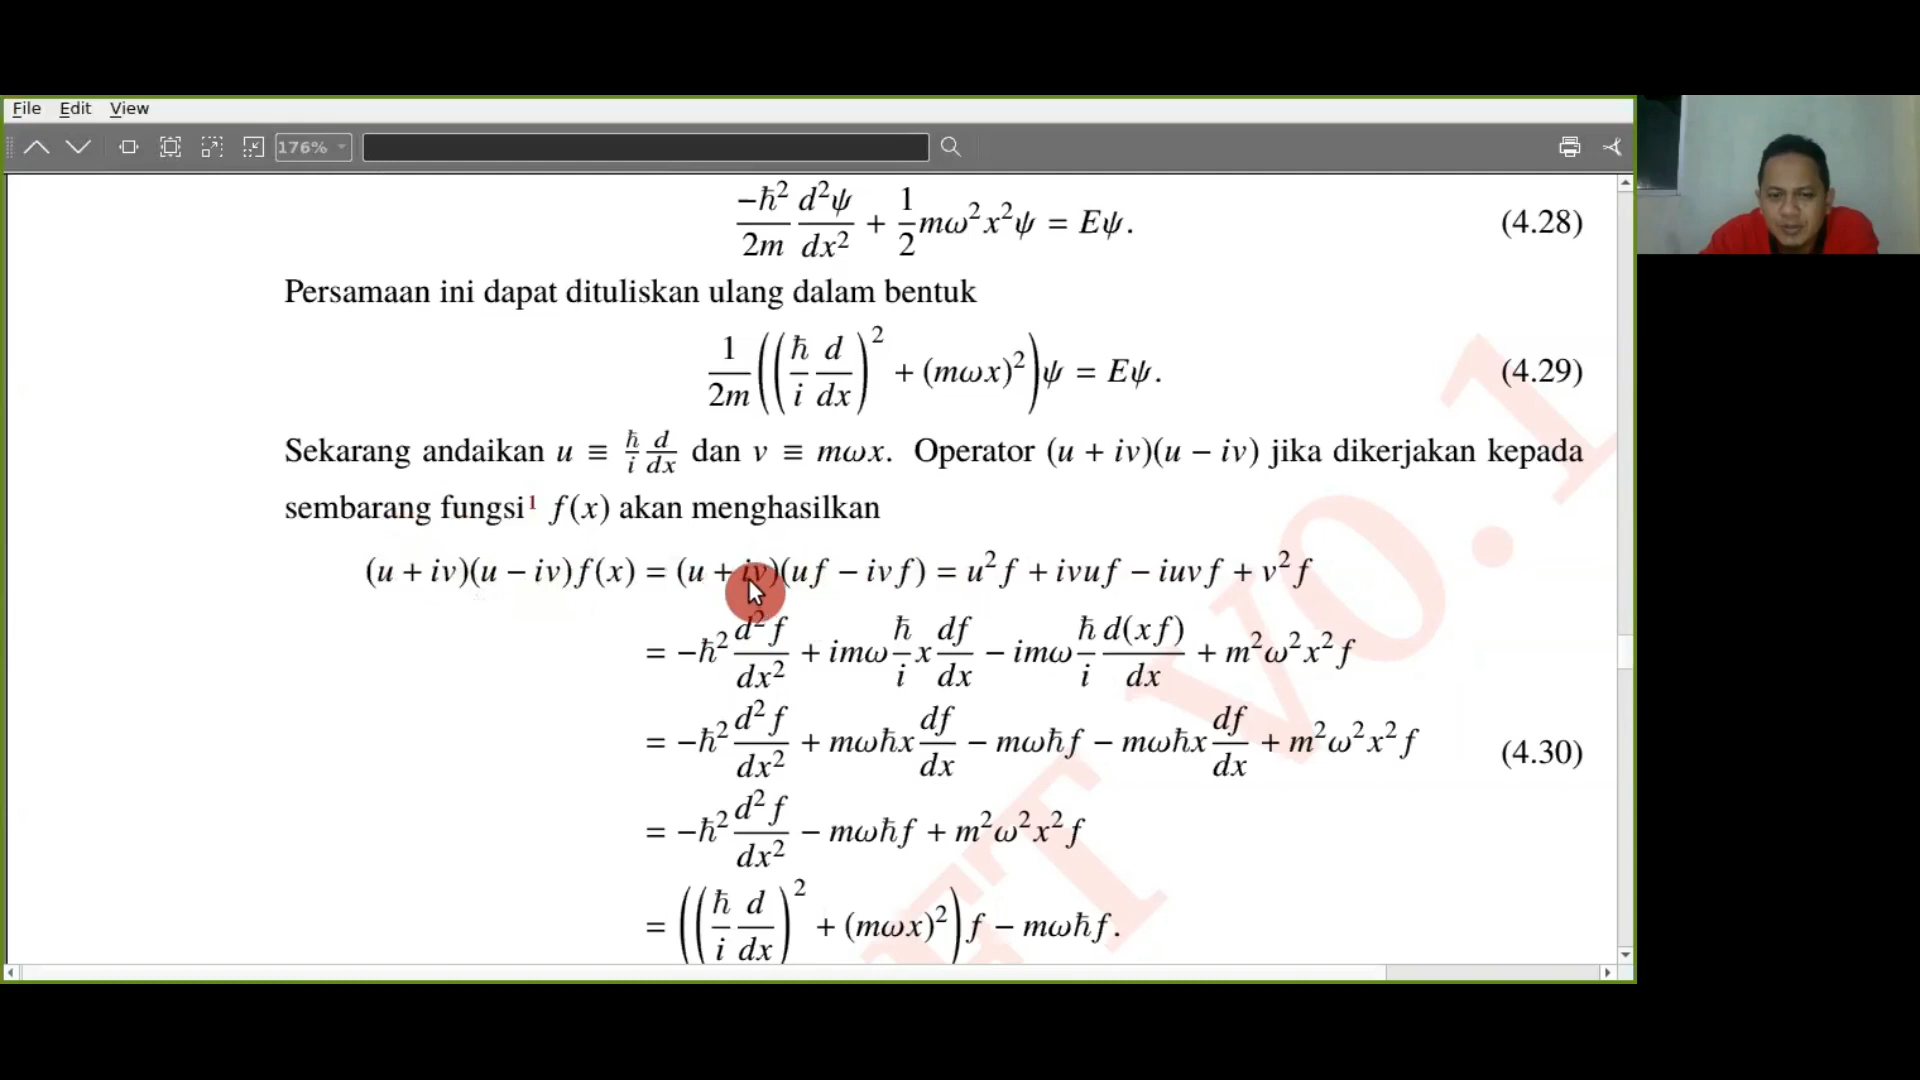 File Edit View
176%
-ħ²/2m d²ψ/dx² + 1/2 mω²x²ψ = Eψ. (4.28)
Persamaan ini dapat dituliskan ulang dalam bentuk
1/2m ((ħ/i d/dx)² + (mωx)²)ψ = Eψ. (4.29)
Sekarang andaikan u ≡ ħ/i d/dx dan v ≡ mωx. Operator (u + iv)(u − iv) jika dikerjakan kepada
sembarang fungsi¹ f(x) akan menghasilkan
(u + iv)(u − iv)f(x) = (u + iv)(uf − ivf) = u²f + ivuf − iuvf + v²f
= −ħ² d²f/dx² + imω ħ/i x df/dx − imω ħ/i d(xf)/dx + m²ω²x²f
= −ħ² d²f/dx² + mωħx df/dx − mωħf − mωħx df/dx + m²ω²x²f (4.30)
= −ħ² d²f/dx² − mωħf + m²ω²x²f
= ((ħ/i d/dx)² + (mωx)²)f − mωħf.